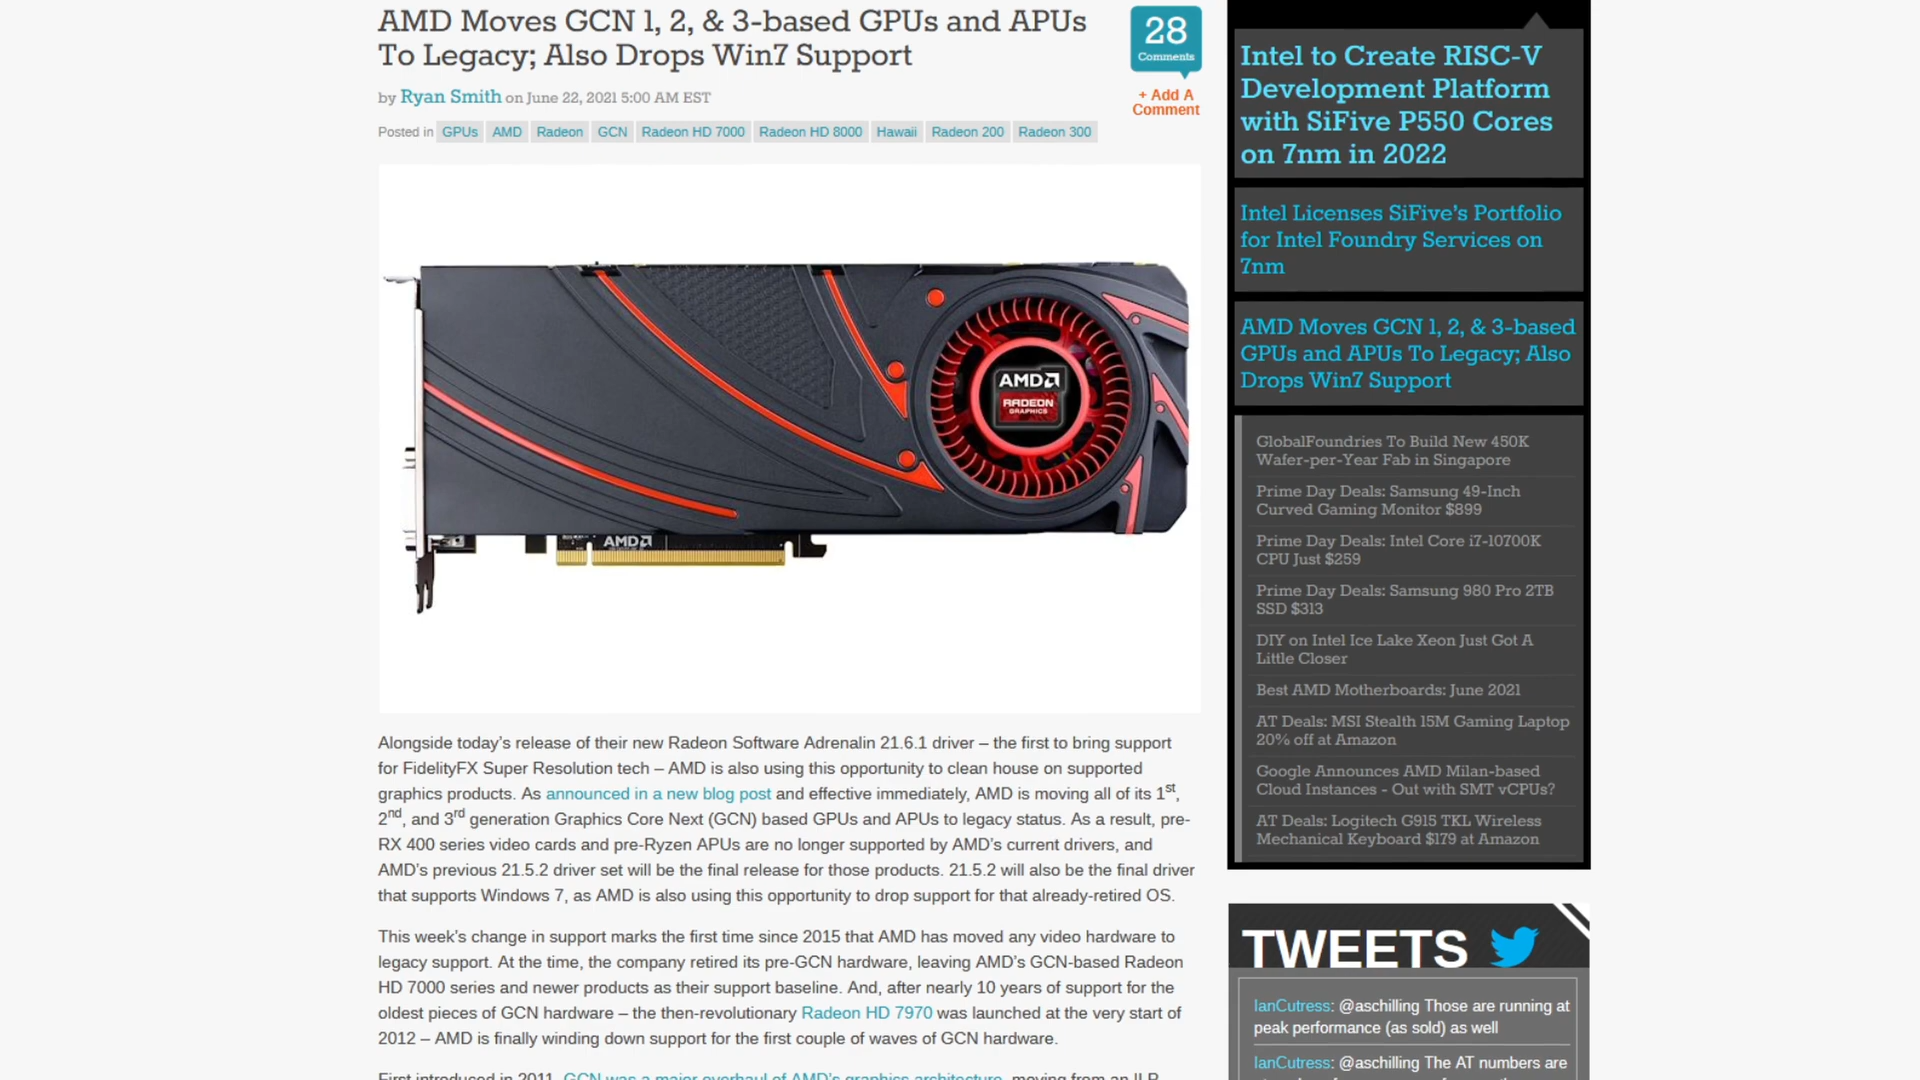 AMD Moves GCN 1, 2, & 3-based GPUs and APUs
To Legacy; Also Drops Win7 Support
by Ryan Smith on June 22, 2021 5:00 AM EST
Posted in GPUs AMD Radeon GCN Radeon HD 7000 Radeon HD 8000 Hawaii Radeon 200 Radeon 300
28
Comments
+ Add A
Comment
AMD
RADEON
GRAPHICS
AMD
Alongside today's release of their new Radeon Software Adrenalin 21.6.1 driver – the first to bring support
for FidelityFX Super Resolution tech – AMD is also using this opportunity to clean house on supported
graphics products. As announced in a new blog post and effective immediately, AMD is moving all of its 1st,
2nd, and 3rd generation Graphics Core Next (GCN) based GPUs and APUs to legacy status. As a result, pre-
RX 400 series video cards and pre-Ryzen APUs are no longer supported by AMD's current drivers, and
AMD's previous 21.5.2 driver set will be the final release for those products. 21.5.2 will also be the final driver
that supports Windows 7, as AMD is also using this opportunity to drop support for that already-retired OS.
This week's change in support marks the first time since 2015 that AMD has moved any video hardware to
legacy support. At the time, the company retired its pre-GCN hardware, leaving AMD's GCN-based Radeon
HD 7000 series and newer products as their support baseline. And, after nearly 10 years of support for the
oldest pieces of GCN hardware – the then-revolutionary Radeon HD 7970 was launched at the very start of
2012 – AMD is finally winding down support for the first couple of waves of GCN hardware.
First introduced in 2011, GCN was a major overhaul of AMD's graphics architecture, moving from an ILP
Intel to Create RISC-V
Development Platform
with SiFive P550 Cores
on 7nm in 2022
Intel Licenses SiFive's Portfolio
for Intel Foundry Services on
7nm
AMD Moves GCN 1, 2, & 3-based
GPUs and APUs To Legacy; Also
Drops Win7 Support
GlobalFoundries To Build New 450K
Wafer-per-Year Fab in Singapore
Prime Day Deals: Samsung 49-Inch
Curved Gaming Monitor $899
Prime Day Deals: Intel Core i7-10700K
CPU Just $259
Prime Day Deals: Samsung 980 Pro 2TB
SSD $313
DIY on Intel Ice Lake Xeon Just Got A
Little Closer
Best AMD Motherboards: June 2021
AT Deals: MSI Stealth 15M Gaming Laptop
20% off at Amazon
Google Announces AMD Milan-based
Cloud Instances - Out with SMT vCPUs?
AT Deals: Logitech G915 TKL Wireless
Mechanical Keyboard $179 at Amazon
TWEETS
IanCutress: @aschilling Those are running at
peak performance (as sold) as well
IanCutress: @aschilling The AT numbers are